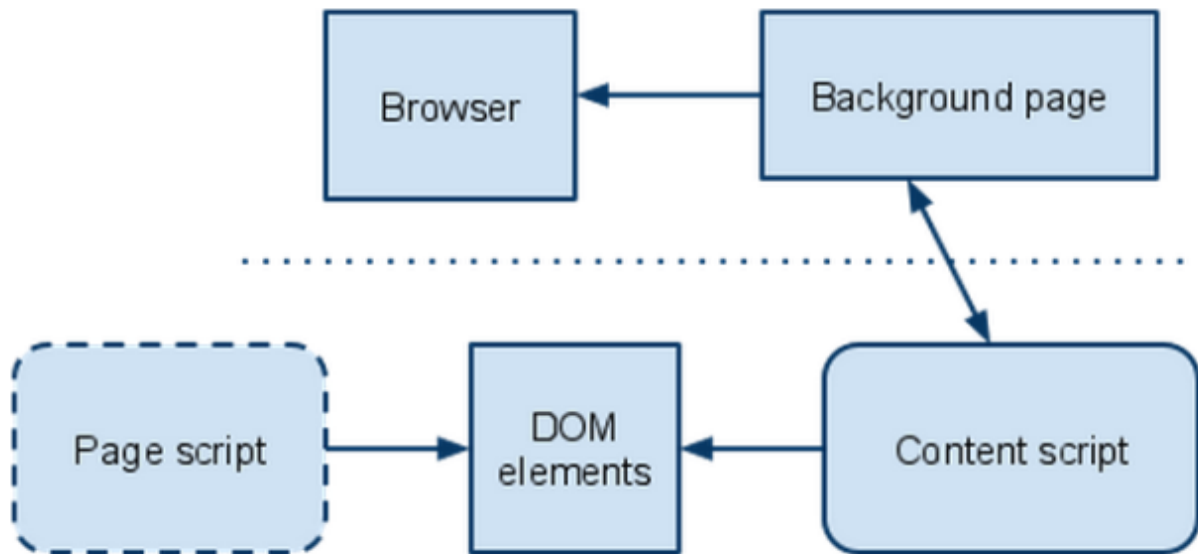 Browser
Background page
Page script
DOM
elements
Content script